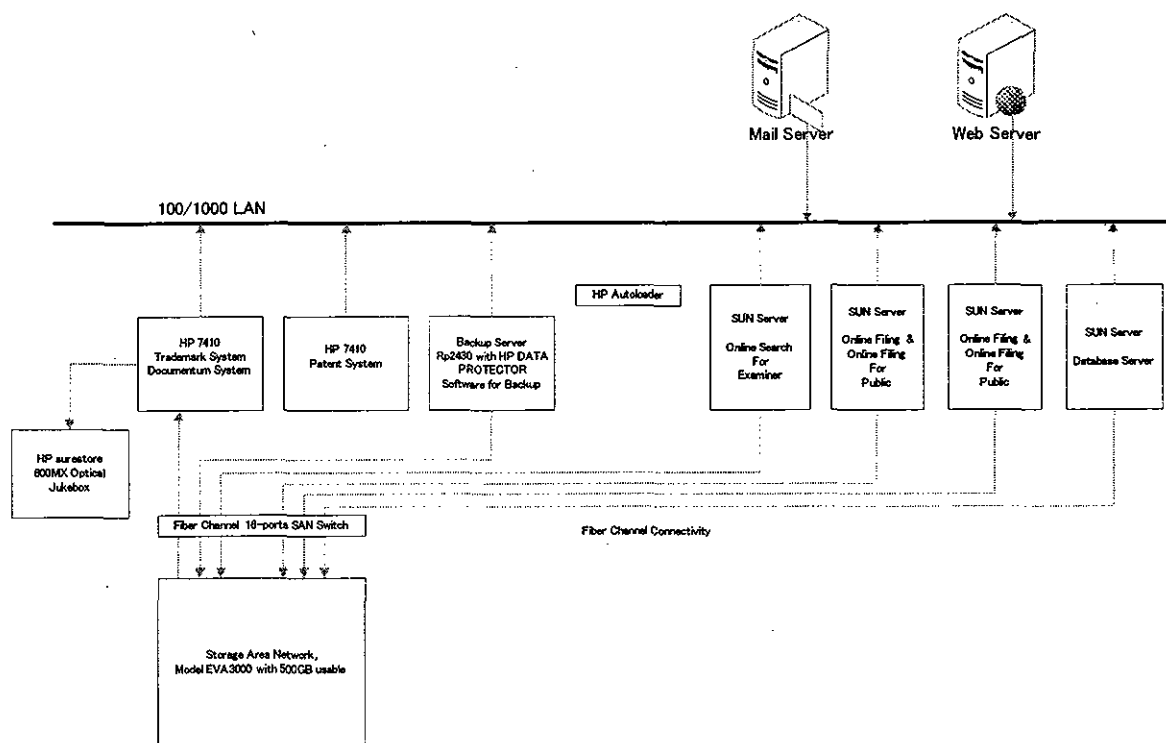 Mail Server
Web Server
100/1000 LAN
HP Autoloader
HP 7410
Trademark System
Documentum System
HP 7410
Patent System
Backup Server
Rp2430 with HP DATA
PROTECTOR
Software for Backup
SUN Server
Online Search
For
Examiner
SUN Server
Online Filing &
Online Filing
For
Public
SUN Server
Online Filing &
Online Filing
For
Public
SUN Server
Database Server
HP surestore
600MX Optical
Jukebox
Fiber Channel 16-ports SAN Switch
Fiber Channel Connectivity
Storage Area Network,
Model EVA3000 with 500GB usable